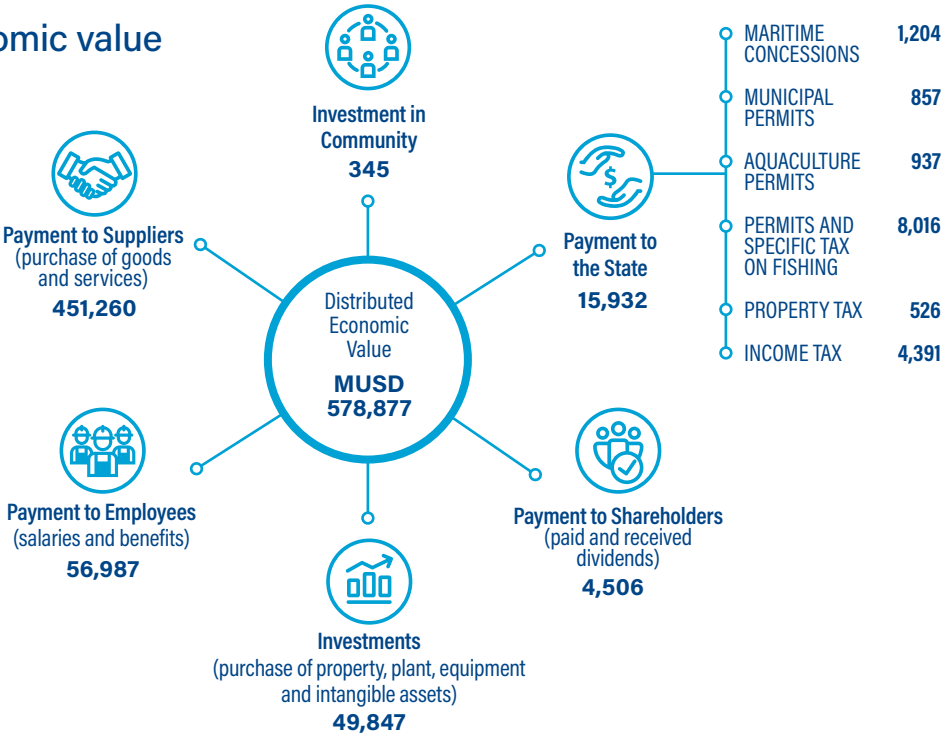 omic value
Investment in
Community
345
Payment to Suppliers
(purchase of goods
and services)
451,260
Distributed
Economic
Value
MUSD
578,877
$
Payment to
the State
15,932
MARITIME 1,204
CONCESSIONS
MUNICIPAL 857
PERMITS
AQUACULTURE 937
PERMITS
PERMITS AND 8,016
SPECIFIC TAX
ON FISHING
PROPERTY TAX 526
INCOME TAX 4,391
Payment to Employees
(salaries and benefits)
56,987
Payment to Shareholders
(paid and received
dividends)
4,506
Investments
(purchase of property, plant, equipment
and intangible assets)
49,847